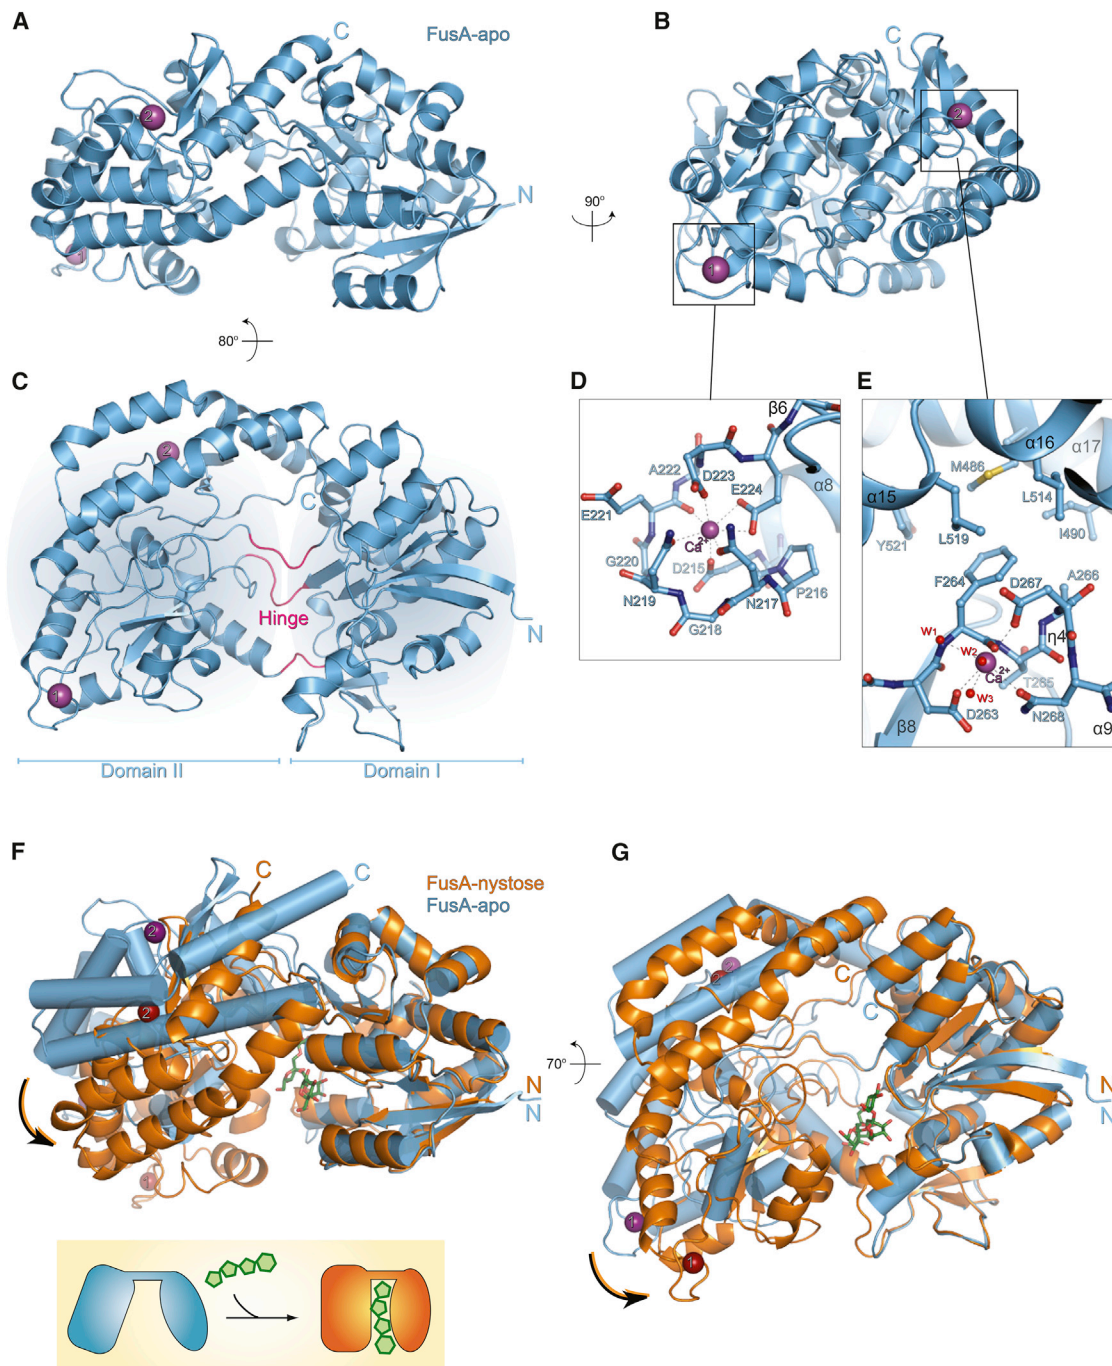 A
C
FusA-apo
2
N
1
80°
B
C
2
90°
1
C
2
C
Hinge
N
1
Domain II
Domain I
D
β6
A222
D223
α8
E221
E224
Ca2+
G220
D215
N219
N217
P216
G218
E
α16
α17
M486
α15
L514
L519
I490
Y521
F264
D267
A266
W1
η4
W2
Ca2+
T265
W3
D263
N268
β8
α9
F
C
C
FusA-nystose
FusA-apo
2
2
N
N
1
G
2
2
C
C
70°
N
N
1
1